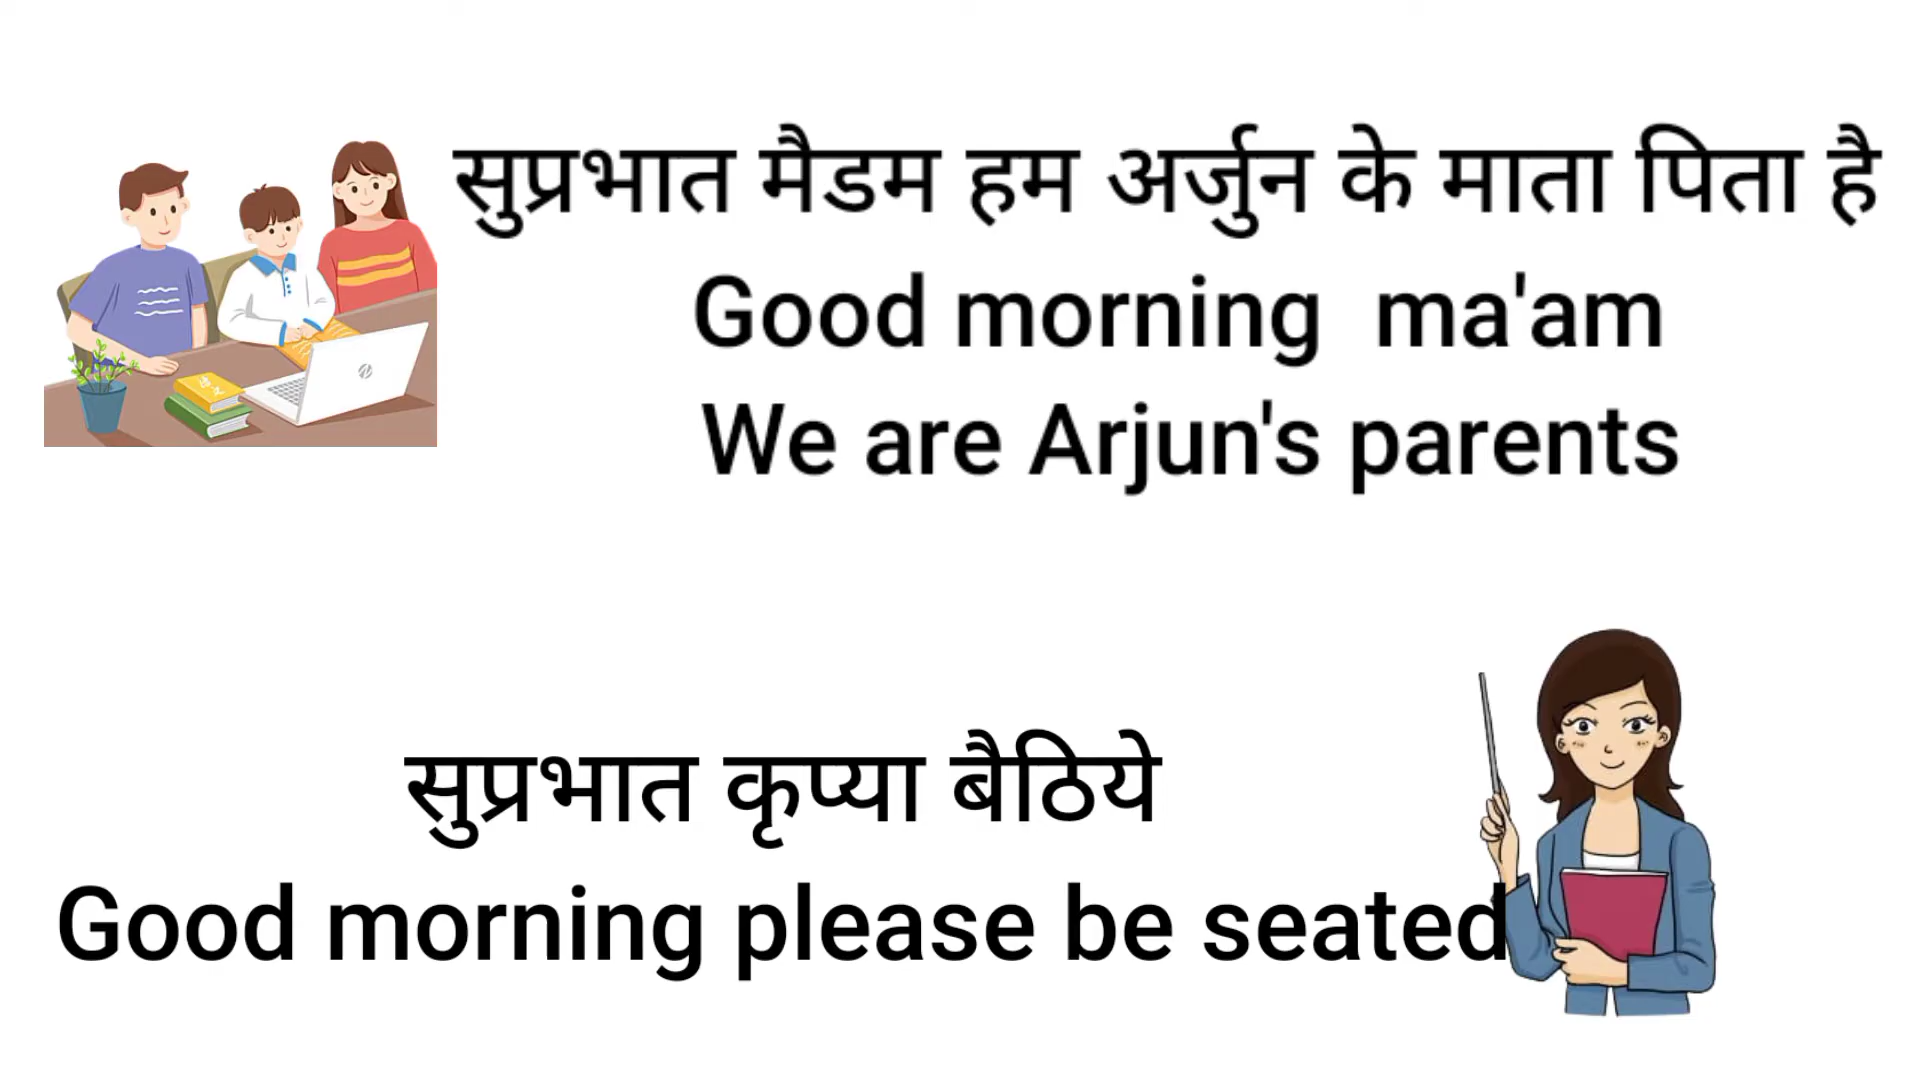 सुप्रभात मैडम हम अर्जुन के माता पिता है
Good morning ma'am
We are Arjun's parents
सुप्रभात कृप्या बैठिये
Good morning please be seated